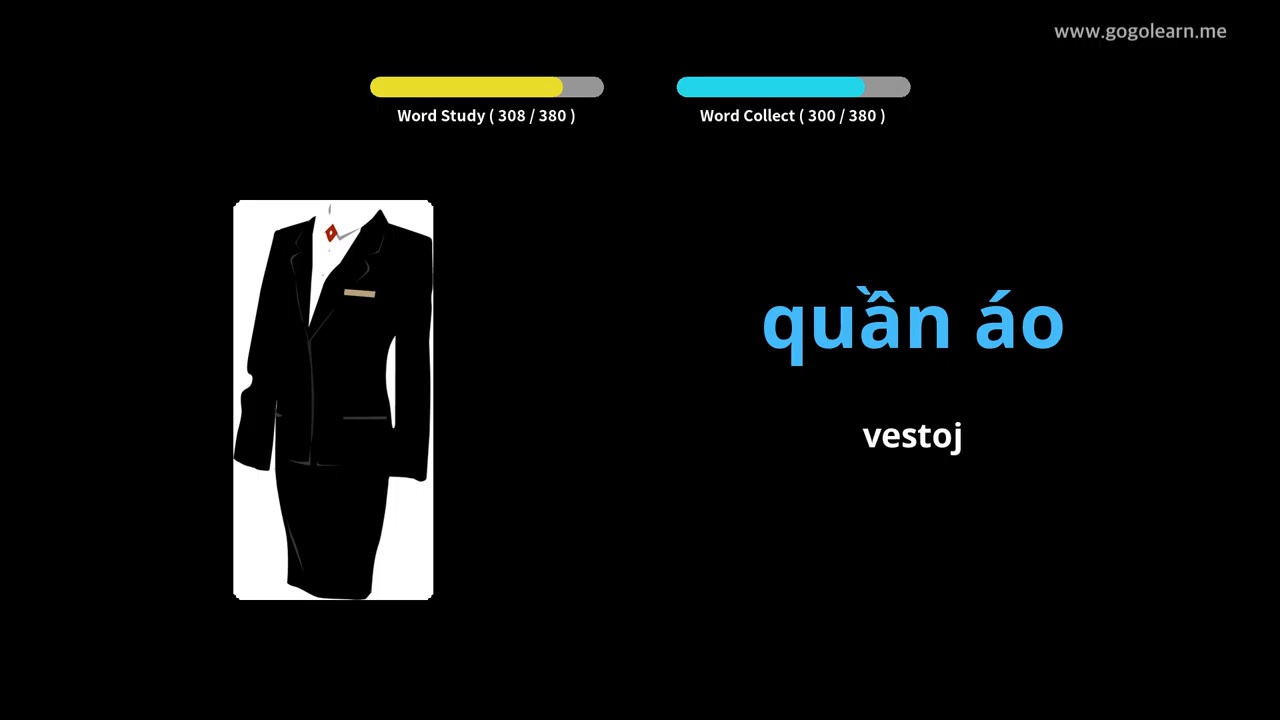 www.gogolearn.me
Word Study ( 308 / 380 )
Word Collect ( 300 / 380 )
quần áo
vestoj